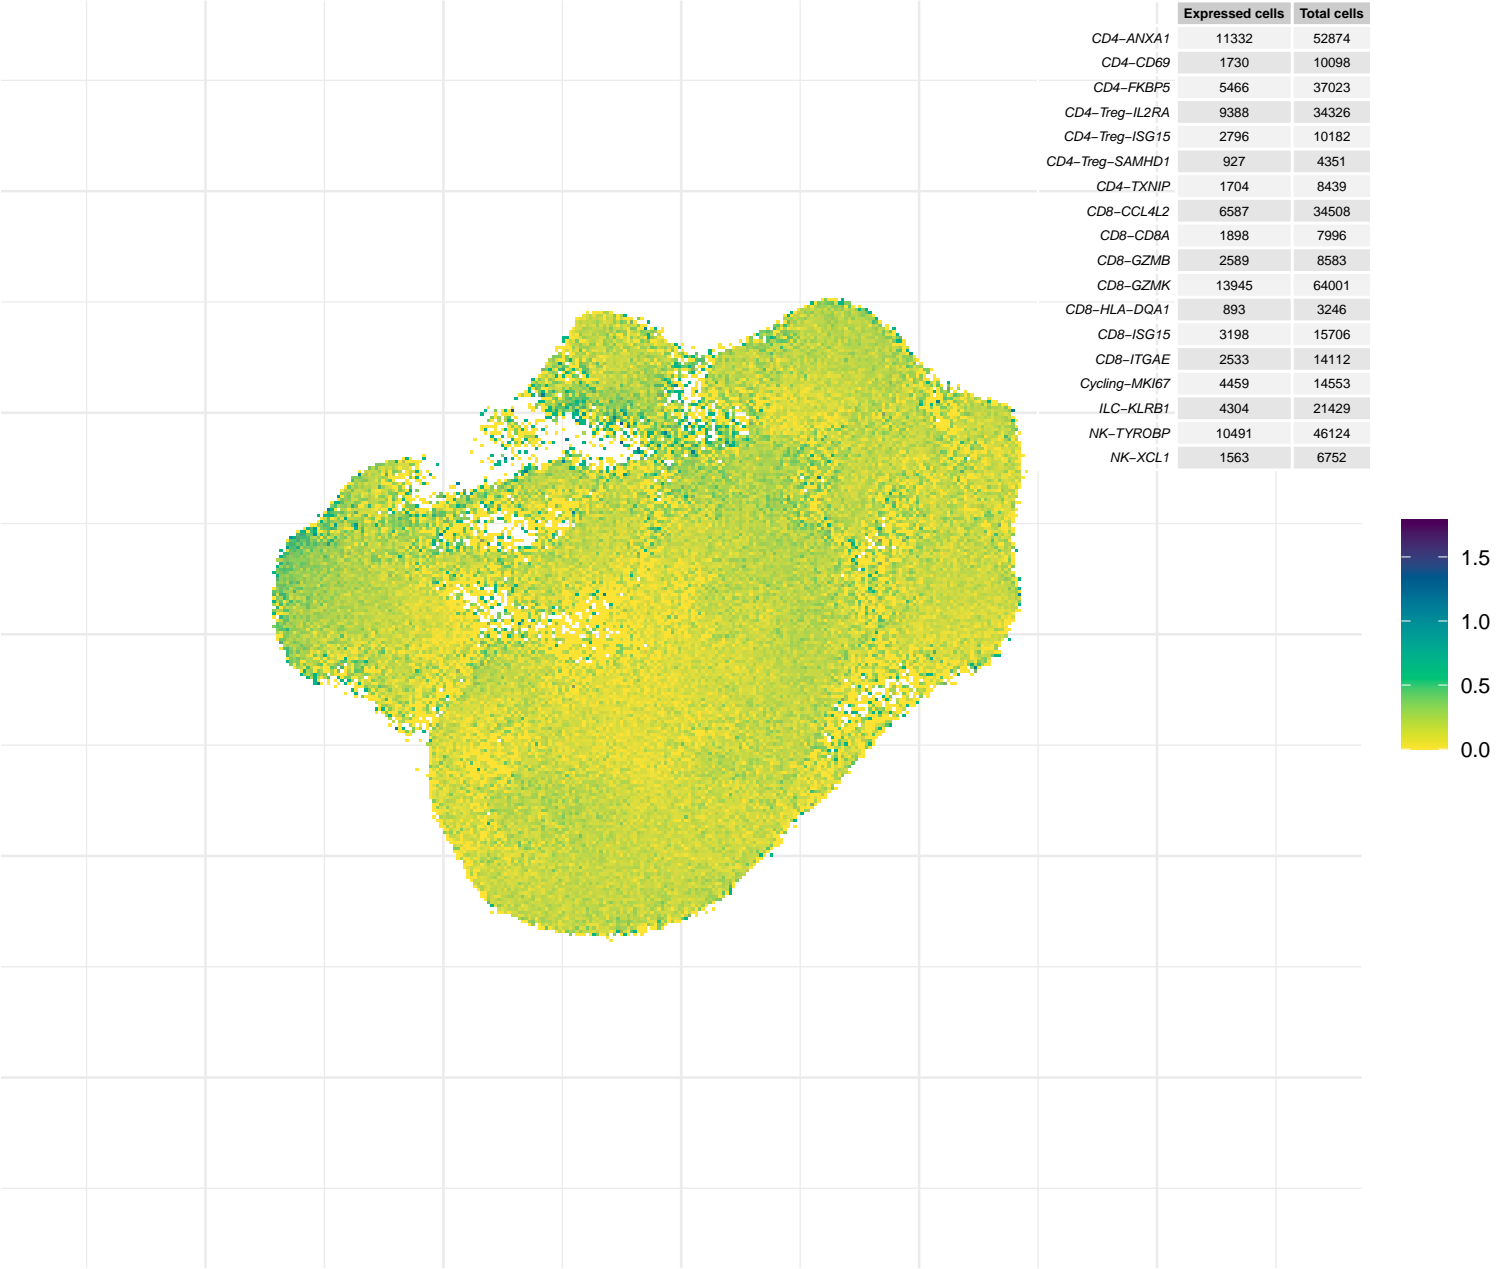 Expressed cells Total cells
CD4−ANXA1 11332 52874
CD4−CD69 1730 10098
CD4−FKBP5 5466 37023
CD4−Treg−IL2RA 9388 34326
CD4−Treg−ISG15 2796 10182
CD4−Treg−SAMHD1 927 4351
CD4−TXNIP 1704 8439
CD8−CCL4L2 6587 34508
CD8−CD8A 1898 7996
CD8−GZMB 2589 8583
CD8−GZMK 13945 64001
CD8−HLA−DQA1 893 3246
CD8−ISG15 3198 15706
CD8−ITGAE 2533 14112
Cycling−MKI67 4459 14553
ILC−KLRB1 4304 21429
NK−TYROBP 10491 46124
NK−XCL1 1563 6752
1.5
1.0
0.5
0.0